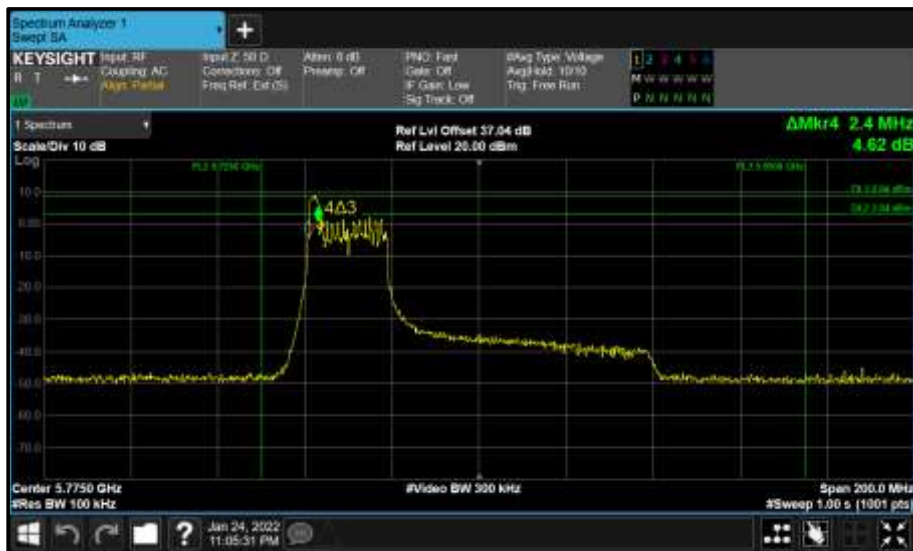 Spectrum Analyzer 1
Swept SA
+
KEYSIGHT
R T
Input: RF
Coupling: AC
Align: Partial
Input Z: 50 Ω
Corrections: Off
Freq Ref: Ext (S)
Atten: 6 dB
Preamp: Off
PNO: Fast
Gate: Off
IF Gain: Low
Sig Track: Off
#Avg Type: Voltage
Avg|Hold: 10/10
Trig: Free Run
1 2 3 4 5 6
M W W W W W
P N N N N N
1 Spectrum
Scale/Div 10 dB
Ref Lvl Offset 37.04 dB
Ref Level 20.00 dBm
ΔMkr4 2.4 MHz
4.62 dB
Log
10.0
0.00
-10.0
-20.0
-30.0
-40.0
-50.0
-60.0
-70.0
4Δ3
Center 5.7750 GHz
#Res BW 100 kHz
#Video BW 300 kHz
Span 200.0 MHz
#Sweep 1.00 s (1001 pts)
?
Jan 24, 2022
11:05:31 PM